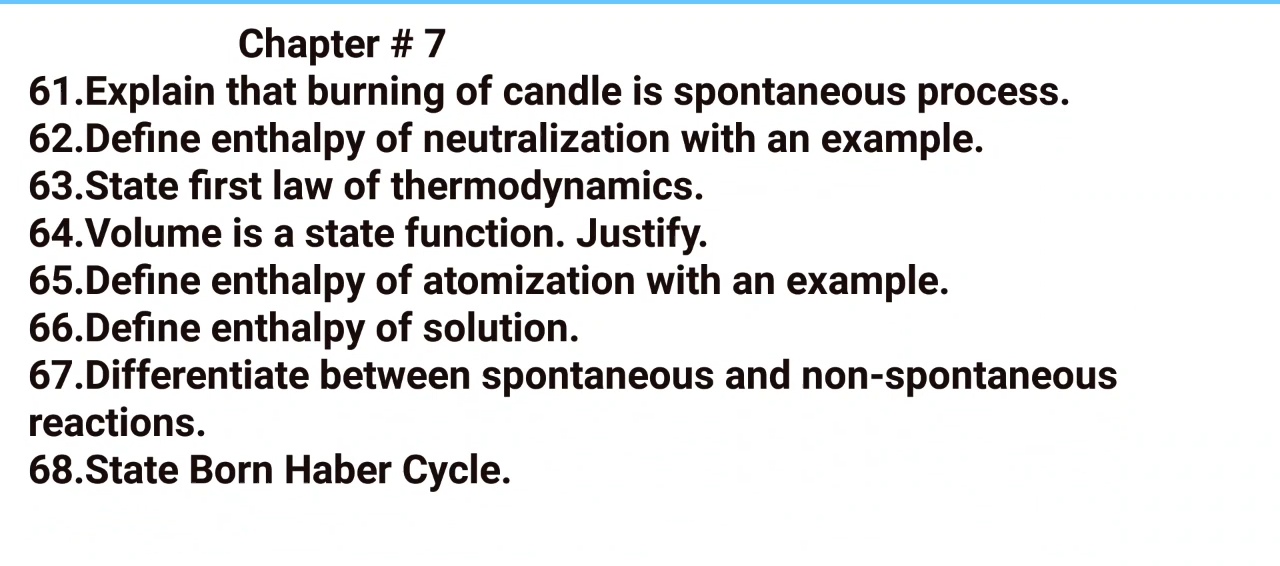 Chapter # 7
61.Explain that burning of candle is spontaneous process.
62.Define enthalpy of neutralization with an example.
63.State first law of thermodynamics.
64.Volume is a state function. Justify.
65.Define enthalpy of atomization with an example.
66.Define enthalpy of solution.
67.Differentiate between spontaneous and non-spontaneous
reactions.
68.State Born Haber Cycle.